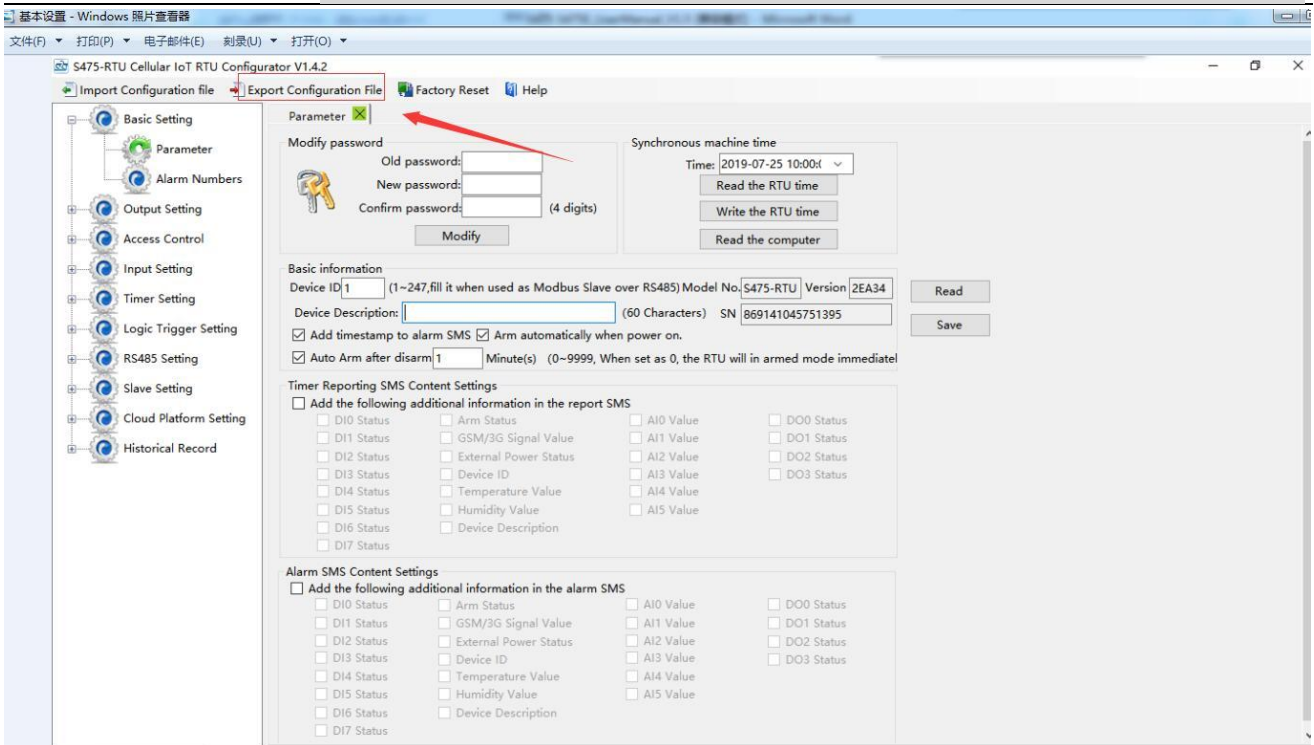 基本设置 - Windows 照片查看器
文件(F) 打印(P) 电子邮件(E) 刻录(U) 打开(O)
S475-RTU Cellular IoT RTU Configurator V1.4.2
Import Configuration file Export Configuration File Factory Reset Help
Basic Setting
Parameter
Alarm Numbers
Output Setting
Access Control
Input Setting
Timer Setting
Logic Trigger Setting
RS485 Setting
Slave Setting
Cloud Platform Setting
Historical Record
Parameter
Modify password
Old password:
New password:
Confirm password: (4 digits)
Modify
Synchronous machine time
Time: 2019-07-25 10:00:(
Read the RTU time
Write the RTU time
Read the computer
Basic information
Device ID 1 (1~247,fill it when used as Modbus Slave over RS485) Model No. S475-RTU Version 2EA34
Device Description: (60 Characters) SN 869141045751395
Add timestamp to alarm SMS Arm automatically when power on.
Auto Arm after disarm 1 Minute(s) (0~9999, When set as 0, the RTU will in armed mode immediatel
Read
Save
Timer Reporting SMS Content Settings
Add the following additional information in the report SMS
DI0 Status Arm Status AI0 Value DO0 Status
DI1 Status GSM/3G Signal Value AI1 Value DO1 Status
DI2 Status External Power Status AI2 Value DO2 Status
DI3 Status Device ID AI3 Value DO3 Status
DI4 Status Temperature Value AI4 Value
DI5 Status Humidity Value AI5 Value
DI6 Status Device Description
DI7 Status
Alarm SMS Content Settings
Add the following additional information in the alarm SMS
DI0 Status Arm Status AI0 Value DO0 Status
DI1 Status GSM/3G Signal Value AI1 Value DO1 Status
DI2 Status External Power Status AI2 Value DO2 Status
DI3 Status Device ID AI3 Value DO3 Status
DI4 Status Temperature Value AI4 Value
DI5 Status Humidity Value AI5 Value
DI6 Status Device Description
DI7 Status